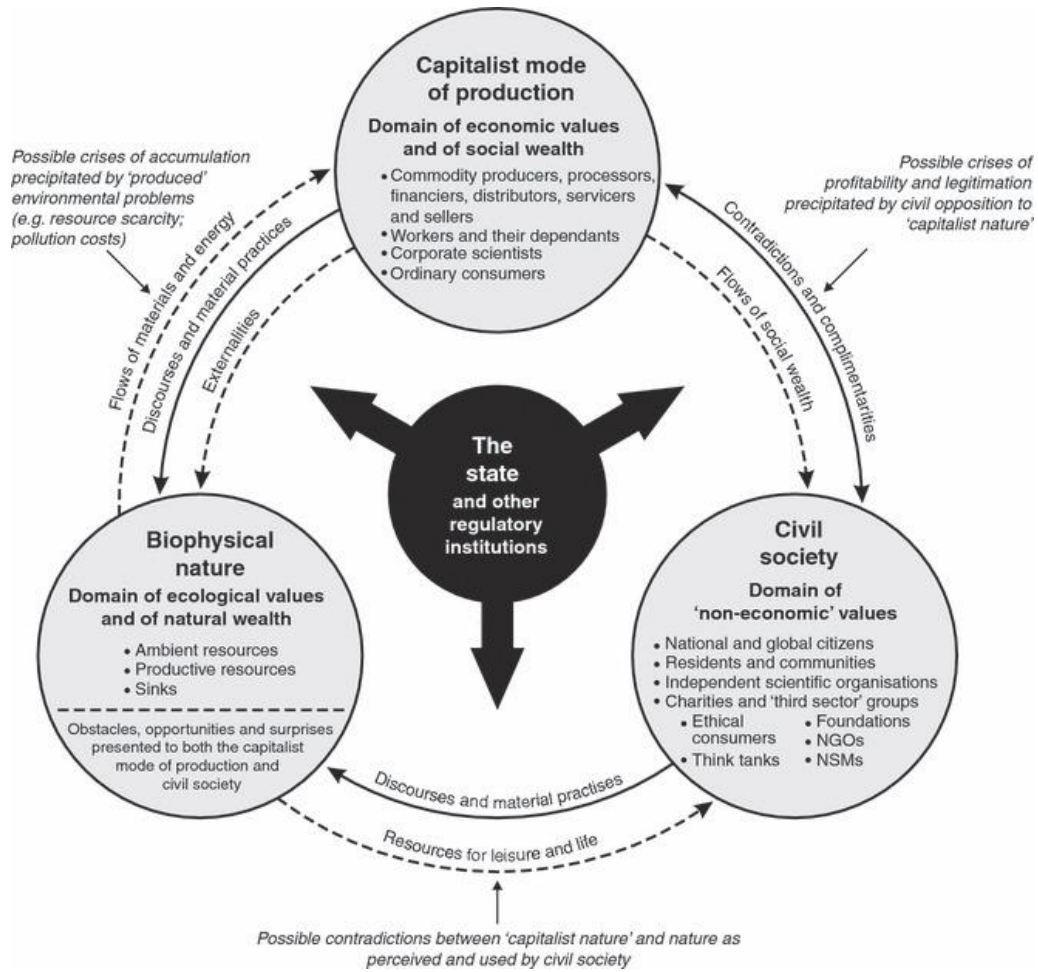 Capitalist mode
of production
Domain of economic values
and of social wealth
• Commodity producers, processors,
financiers, distributors, servicers
and sellers
• Workers and their dependants
• Corporate scientists
• Ordinary consumers
Possible crises of accumulation
precipitated by ‘produced’
environmental problems
(e.g. resource scarcity;
pollution costs)
Possible crises of
profitability and legitimation
precipitated by civil opposition to
‘capitalist nature’
Flows of materials and energy
Discourses and material practices
Externalities
Flows of social wealth
Contradictions and complimentarities
The
state
and other
regulatory
institutions
Biophysical
nature
Domain of ecological values
and of natural wealth
• Ambient resources
• Productive resources
• Sinks
Obstacles, opportunities and surprises
presented to both the capitalist
mode of production and
civil society
Civil
society
Domain of
‘non-economic’ values
• National and global citizens
• Residents and communities
• Independent scientific organisations
• Charities and ‘third sector’ groups
• Ethical
consumers
• Think tanks
• Foundations
• NGOs
• NSMs
Discourses and material practises
Resources for leisure and life
Possible contradictions between ‘capitalist nature’ and nature as
perceived and used by civil society